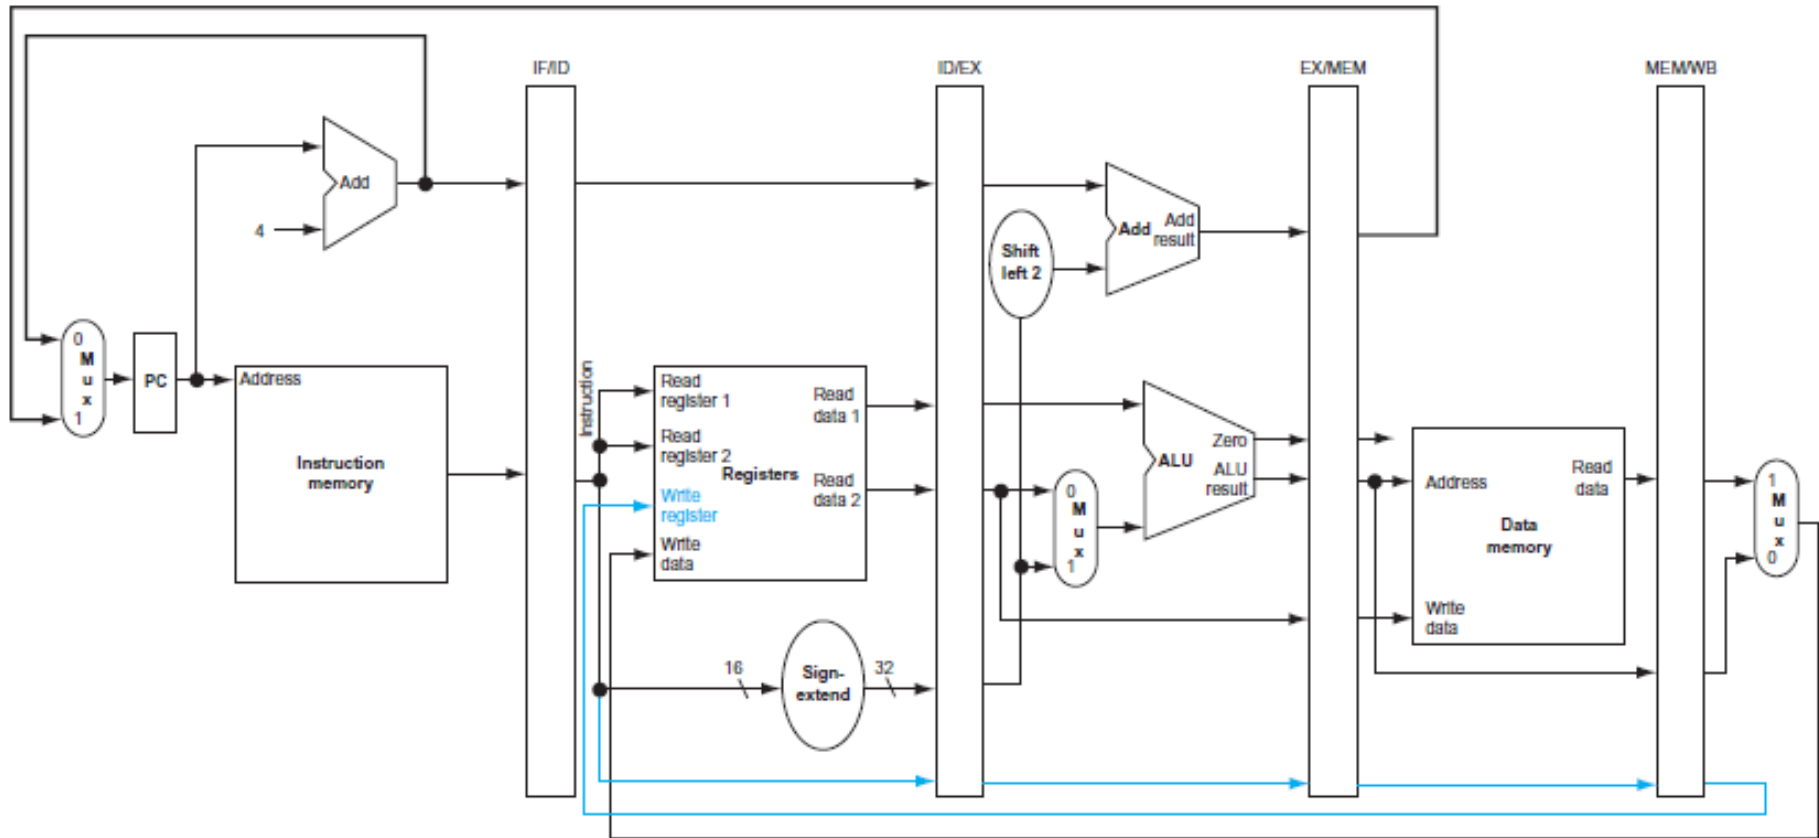 IF/ID
ID/EX
EX/MEM
MEM/WB
Add
4
Add
Add
result
Shift
left 2
0
M
u
x
1
PC
Address
Instruction
memory
Instruction
Read
register 1
Read
register 2
Write
register
Write
data
Registers
Read
data 1
Read
data 2
16
Sign-
extend
32
0
M
u
x
1
Zero
ALU
ALU
result
Address
Read
data
Data
memory
Write
data
1
M
u
x
0